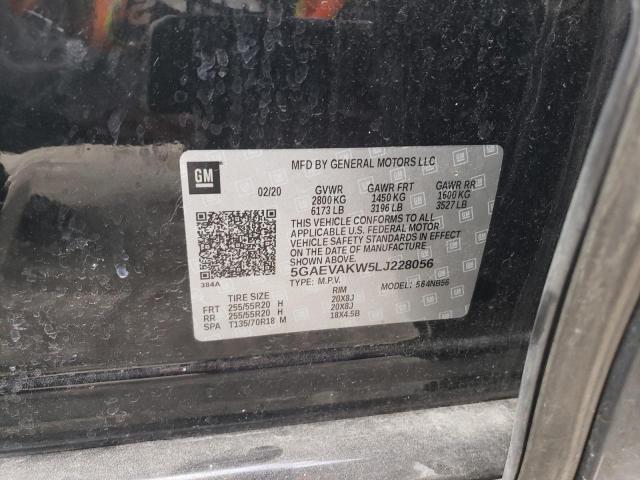 GM
MFD BY GENERAL MOTORS LLC
02/20 GVWR GAWR FRT GAWR RR
2800 KG 1450 KG 1600 KG
6173 LB 3196 LB 3527 LB
THIS VEHICLE CONFORMS TO ALL
APPLICABLE U.S. FEDERAL MOTOR
VEHICLE SAFETY STANDARDS IN EFFECT
ON THE DATE OF MANUFACTURE
SHOWN ABOVE.
5GAEVAKW5LJ228056
TYPE: M.P.V. MODEL: 564NB56
384A
TIRE SIZE RIM
FRT 255/55R20 H 20X8J
RR 255/55R20 H 20X8J
SPA T135/70R18 M 18X4.5B